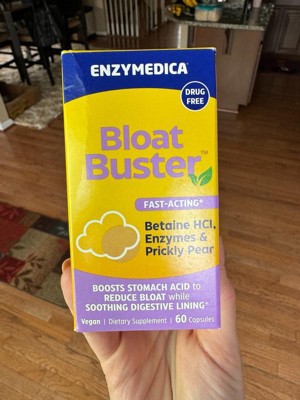 ENZYMEDICA®
DRUG
FREE
Bloat
Buster™
FAST-ACTING*
Betaine HCl,
Enzymes &
Prickly Pear
BOOSTS STOMACH ACID to
REDUCE BLOAT while
SOOTHING DIGESTIVE LINING*
Vegan | Dietary Supplement | 60 Capsules